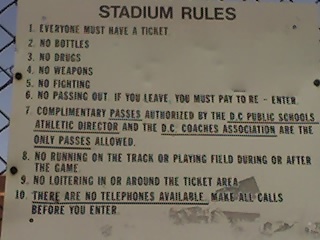 STADIUM RULES
1. EVERYONE MUST HAVE A TICKET.
2. NO BOTTLES
3. NO DRUGS
4. NO WEAPONS
5. NO FIGHTING
6. NO PASSING OUT. IF YOU LEAVE, YOU MUST PAY TO RE - ENTER.
7. COMPLIMENTARY PASSES AUTHORIZED BY THE D.C. PUBLIC SCHOOLS
ATHLETIC DIRECTOR AND THE D.C. COACHES ASSOCIATION ARE THE
ONLY PASSES ALLOWED.
8. NO RUNNING ON THE TRACK OR PLAYING FIELD DURING OR AFTER
THE GAME.
9. NO LOITERING IN OR AROUND THE TICKET AREA
10. THERE ARE NO TELEPHONES AVAILABLE. MAKE ALL CALLS
BEFORE YOU ENTER.